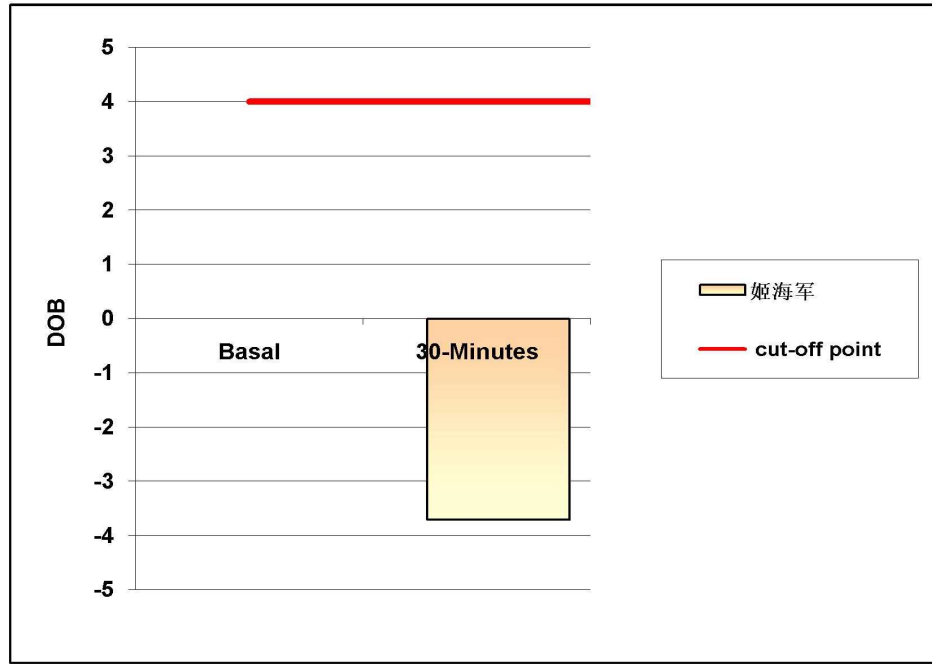 5
4
3
2
1
0
-1
-2
-3
-4
-5
DOB
Basal
30-Minutes
姬海军
cut-off point